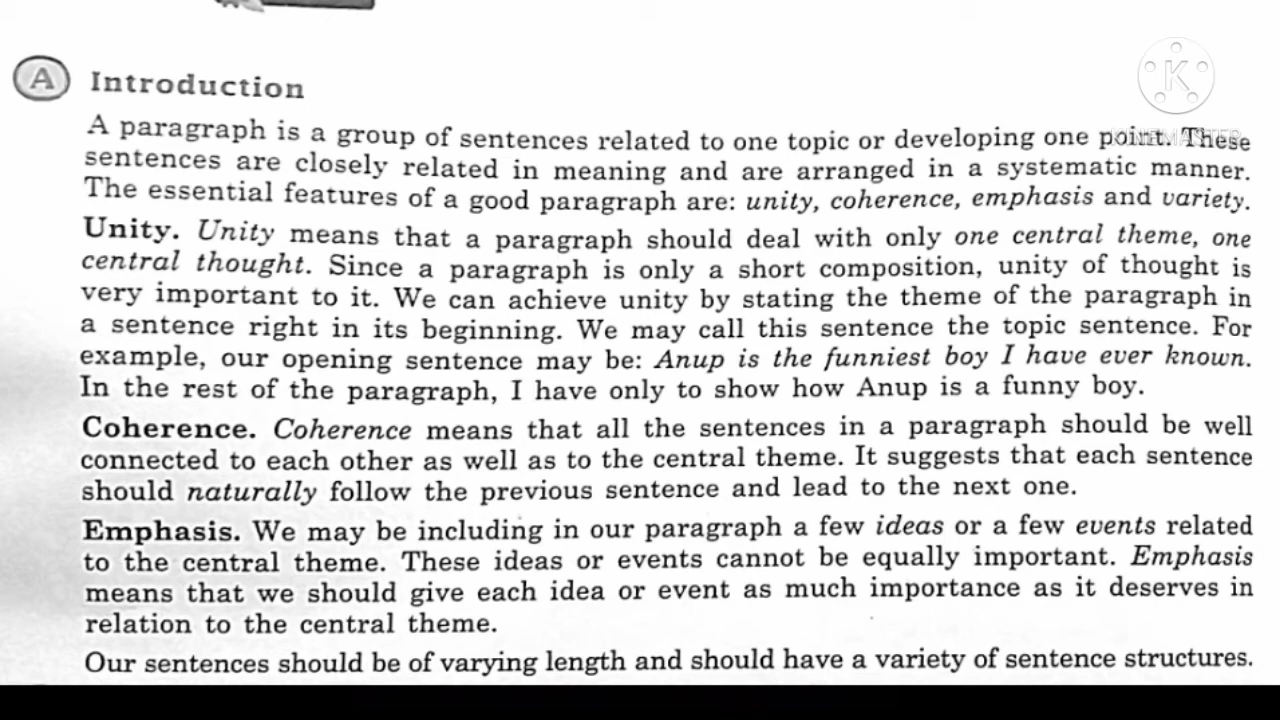 A Introduction
A paragraph is a group of sentences related to one topic or developing one point. These
sentences are closely related in meaning and are arranged in a systematic manner.
The essential features of a good paragraph are: unity, coherence, emphasis and variety.
Unity. Unity means that a paragraph should deal with only one central theme, one
central thought. Since a paragraph is only a short composition, unity of thought is
very important to it. We can achieve unity by stating the theme of the paragraph in
a sentence right in its beginning. We may call this sentence the topic sentence. For
example, our opening sentence may be: Anup is the funniest boy I have ever known.
In the rest of the paragraph, I have only to show how Anup is a funny boy.
Coherence. Coherence means that all the sentences in a paragraph should be well
connected to each other as well as to the central theme. It suggests that each sentence
should naturally follow the previous sentence and lead to the next one.
Emphasis. We may be including in our paragraph a few ideas or a few events related
to the central theme. These ideas or events cannot be equally important. Emphasis
means that we should give each idea or event as much importance as it deserves in
relation to the central theme.
Our sentences should be of varying length and should have a variety of sentence structures.
K
KINEMASTER